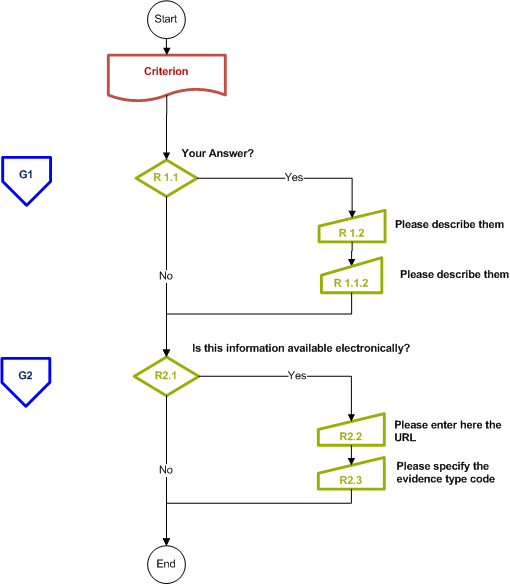 Start
Criterion
Your Answer?
G1
R 1.1
Yes
R 1.2
Please describe them
R 1.1.2
Please describe them
No
Is this information available electronically?
G2
R2.1
Yes
R2.2
Please enter here the
URL
R2.3
Please specify the
evidence type code
No
End